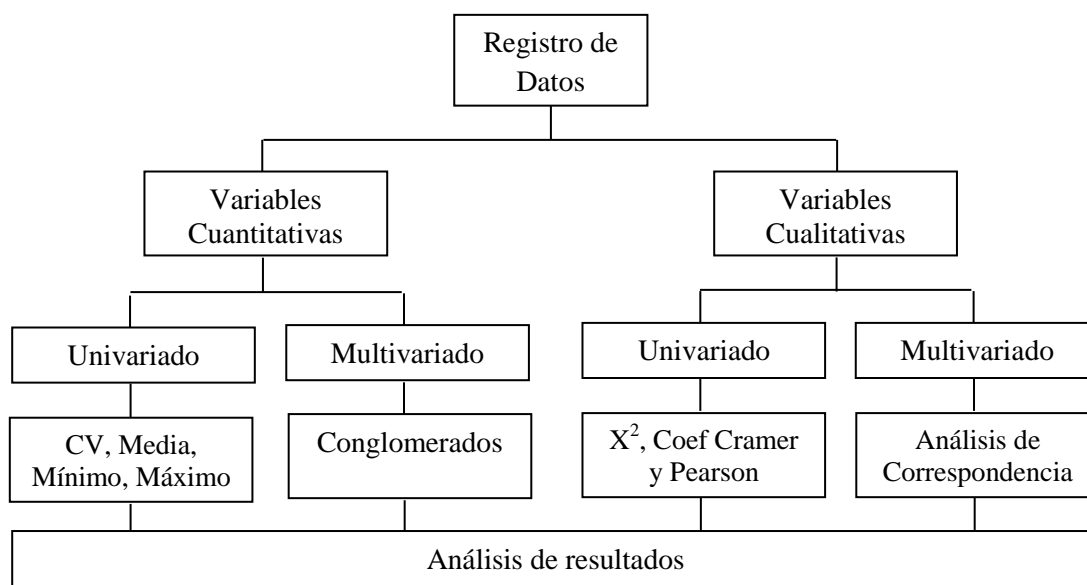 Registro de
Datos
Variables
Cuantitativas
Variables
Cualitativas
Univariado
Multivariado
Univariado
Multivariado
CV, Media,
Mínimo, Máximo
Conglomerados
X², Coef Cramer
y Pearson
Análisis de
Correspondencia
Análisis de resultados